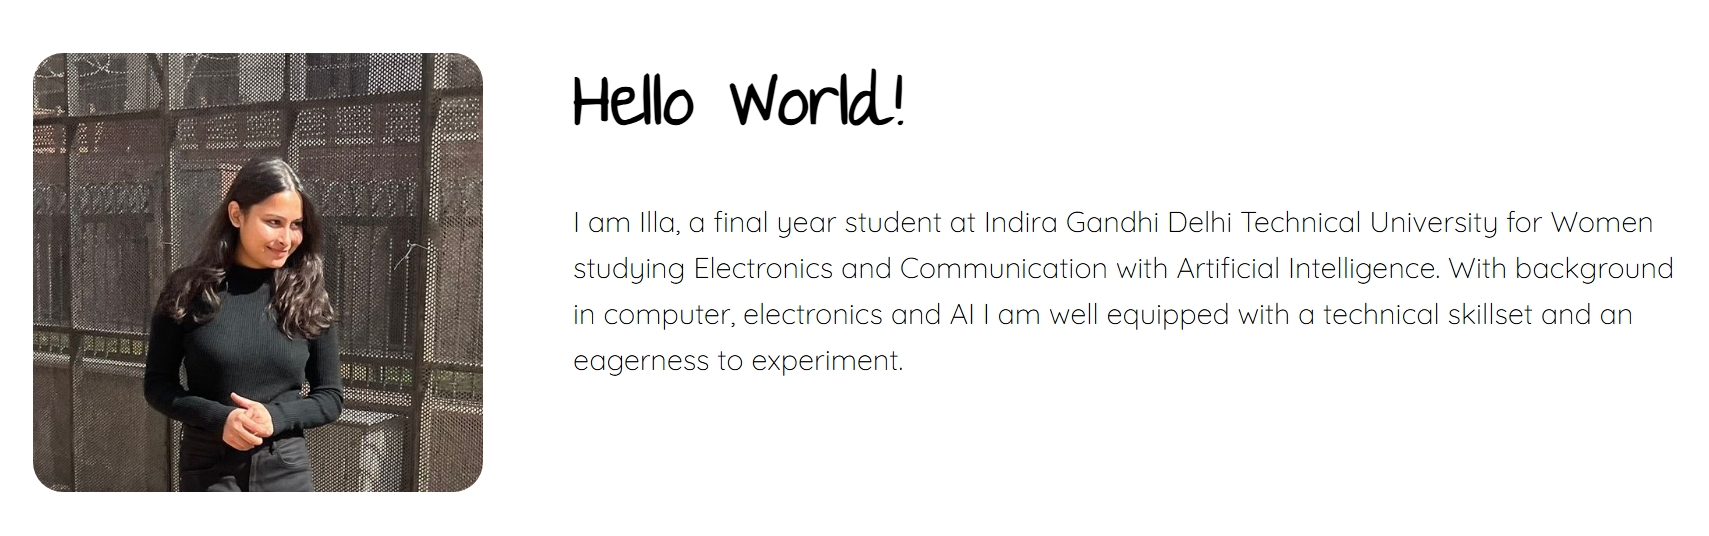 Hello World!
I am Illa, a final year student at Indira Gandhi Delhi Technical University for Women
studying Electronics and Communication with Artificial Intelligence. With background
in computer, electronics and AI I am well equipped with a technical skillset and an
eagerness to experiment.